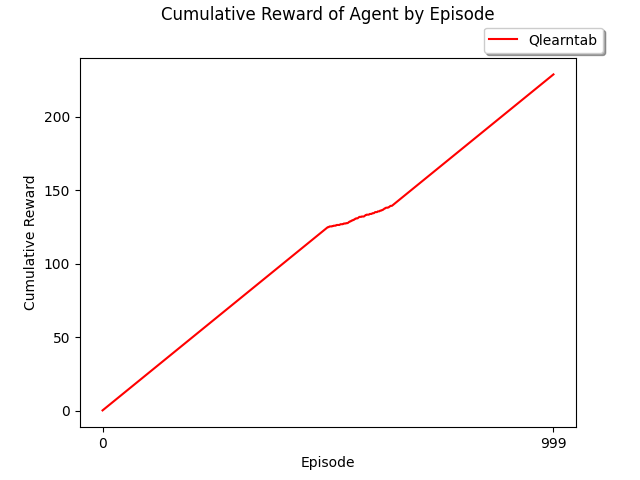 Cumulative Reward of Agent by Episode
Qlearntab
200
150
100
50
0
Cumulative Reward
0 999
Episode